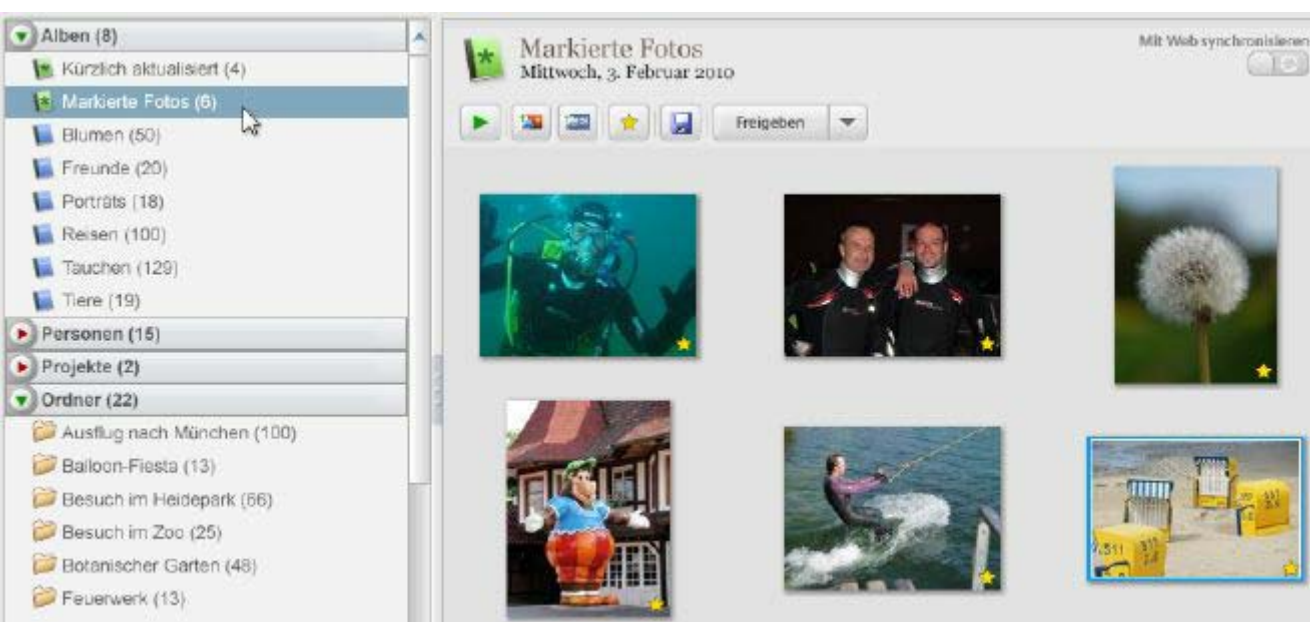 Alben (8)
Kürzlich aktualisiert (4)
Markierte Fotos (6)
Blumen (50)
Freunde (20)
Porträts (18)
Reisen (100)
Tauchen (129)
Tiere (19)
Personen (15)
Projekte (2)
Ordner (22)
Ausflug nach München (100)
Balloon-Fiesta (13)
Besuch im Heidepark (66)
Besuch im Zoo (25)
Botanischer Garten (48)
Feuerwerk (13)
Markierte Fotos
Mittwoch, 3. Februar 2010
Mit Web synchronisieren
Freigeben